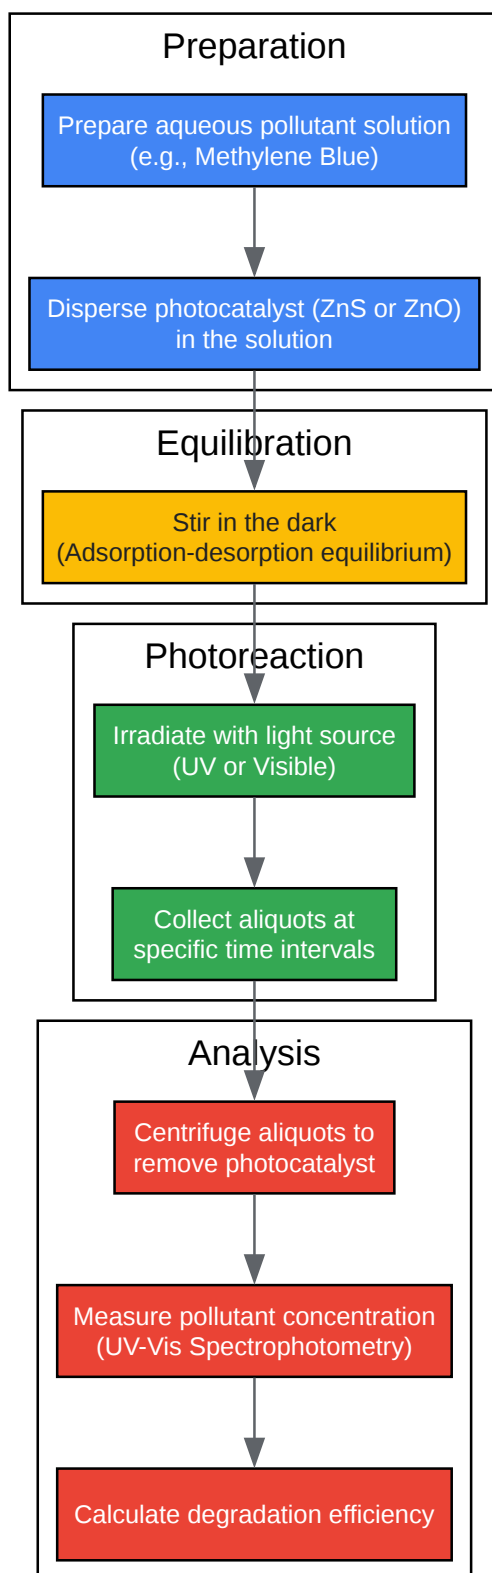 Preparation
Prepare aqueous pollutant solution
(e.g., Methylene Blue)
Disperse photocatalyst (ZnS or ZnO)
in the solution
Equilibration
Stir in the dark
(Adsorption-desorption equilibrium)
Photoreaction
Irradiate with light source
(UV or Visible)
Collect aliquots at
specific time intervals
Analysis
Centrifuge aliquots to
remove photocatalyst
Measure pollutant concentration
(UV-Vis Spectrophotometry)
Calculate degradation efficiency